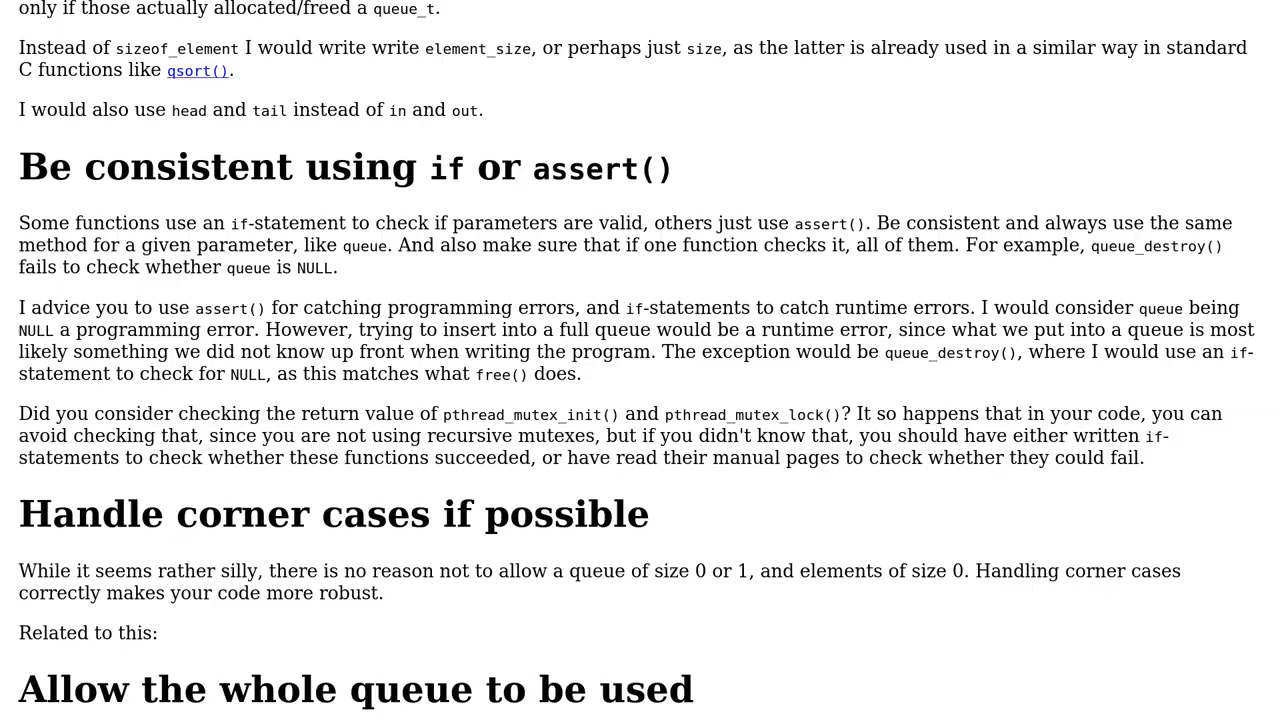 only if those actually allocated/freed a queue_t.
Instead of sizeof_element I would write write element_size, or perhaps just size, as the latter is already used in a similar way in standard
C functions like qsort().
I would also use head and tail instead of in and out.
Be consistent using if or assert()
Some functions use an if-statement to check if parameters are valid, others just use assert(). Be consistent and always use the same
method for a given parameter, like queue. And also make sure that if one function checks it, all of them. For example, queue_destroy()
fails to check whether queue is NULL.
I advice you to use assert() for catching programming errors, and if-statements to catch runtime errors. I would consider queue being
NULL a programming error. However, trying to insert into a full queue would be a runtime error, since what we put into a queue is most
likely something we did not know up front when writing the program. The exception would be queue_destroy(), where I would use an if-
statement to check for NULL, as this matches what free() does.
Did you consider checking the return value of pthread_mutex_init() and pthread_mutex_lock()? It so happens that in your code, you can
avoid checking that, since you are not using recursive mutexes, but if you didn't know that, you should have either written if-
statements to check whether these functions succeeded, or have read their manual pages to check whether they could fail.
Handle corner cases if possible
While it seems rather silly, there is no reason not to allow a queue of size 0 or 1, and elements of size 0. Handling corner cases
correctly makes your code more robust.
Related to this:
Allow the whole queue to be used